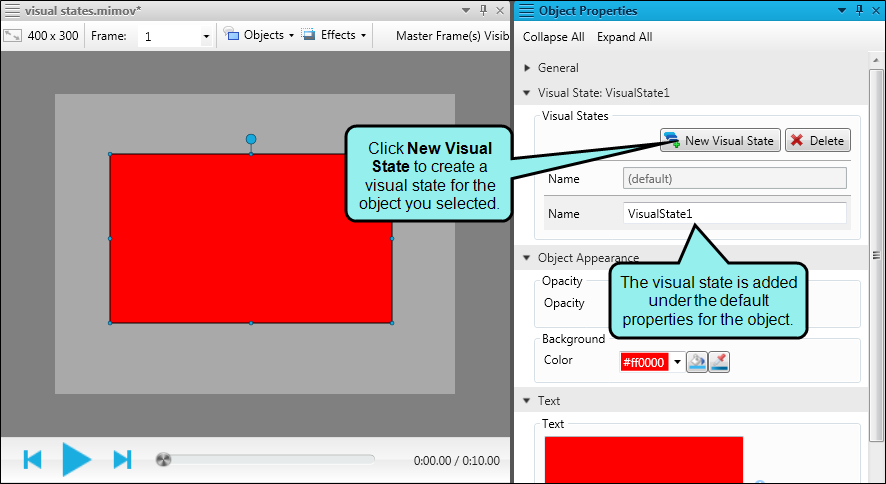 visual states.mimov*
400 x 300
Frame:
1
Objects
Effects
Master Frame(s) Visib
Click New Visual
State to create a
visual state for the
object you selected.
0:00.00 / 0:10.00
Object Properties
Collapse All
Expand All
General
Visual State: VisualState1
Visual States
New Visual State
Delete
Name
(default)
Name
VisualState1
Object Appearance
The visual state is added
under the default
properties for the object.
Opacity
Opacity
Background
Color
#ff0000
Text
Text